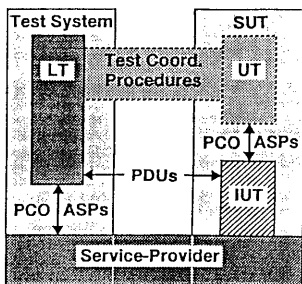 Test System
SUT
LT
Test Coord.
Procedures
UT
PCO
ASPs
PDUs
IUT
PCO
ASPs
Service-Provider